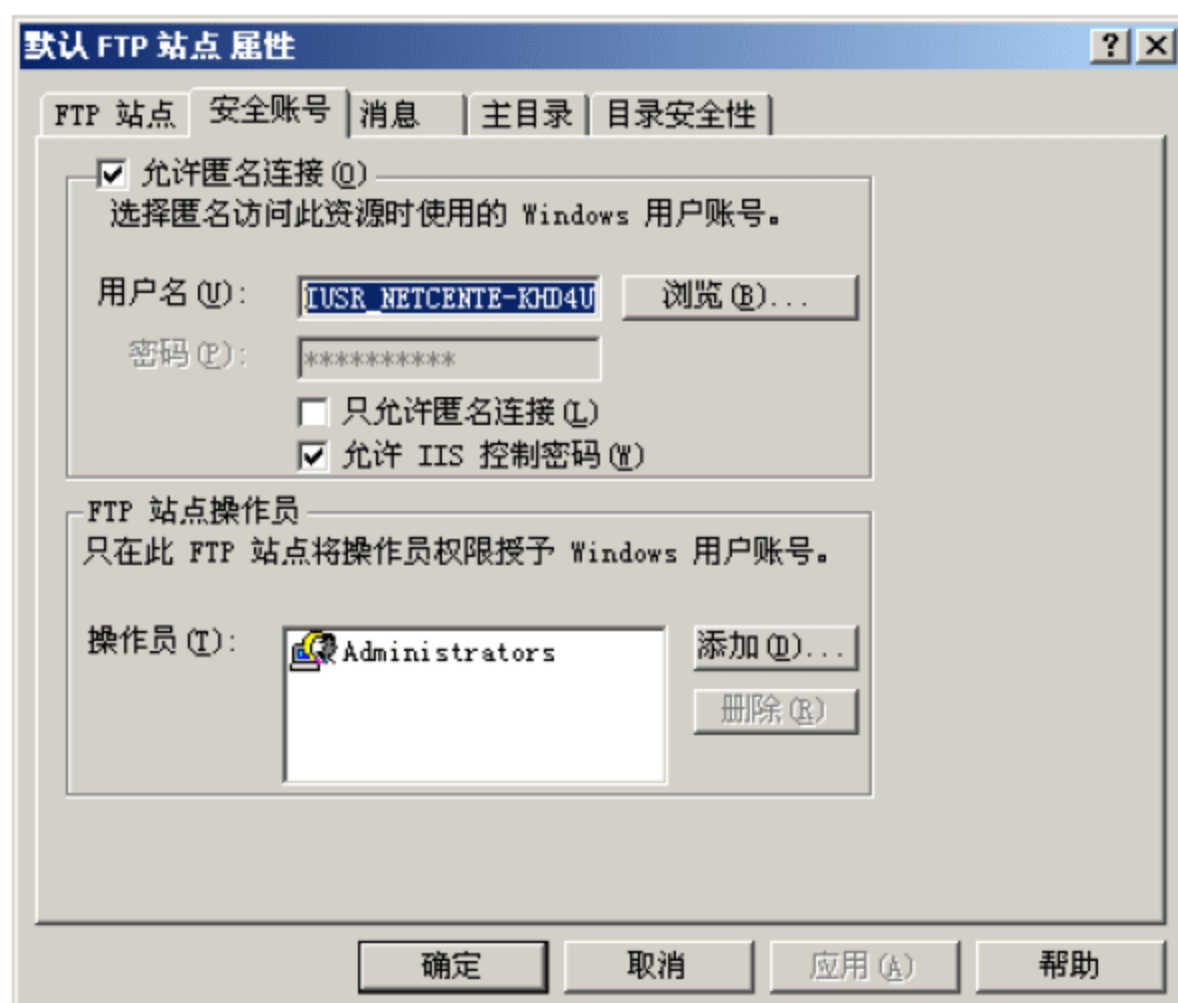 默认 FTP 站点 属性
FTP 站点 安全账号 消息 主目录 目录安全性
允许匿名连接(O)
选择匿名访问此资源时使用的 Windows 用户账号。
用户名(U): IUSR_NETCENTE-KHD4U 浏览(B)...
密码(P): **********
只允许匿名连接(L)
允许 IIS 控制密码(W)
FTP 站点操作员
只在此 FTP 站点将操作员权限授予 Windows 用户账号。
操作员(T): Administrators 添加(D)...
删除(R)
确定 取消 应用(A) 帮助